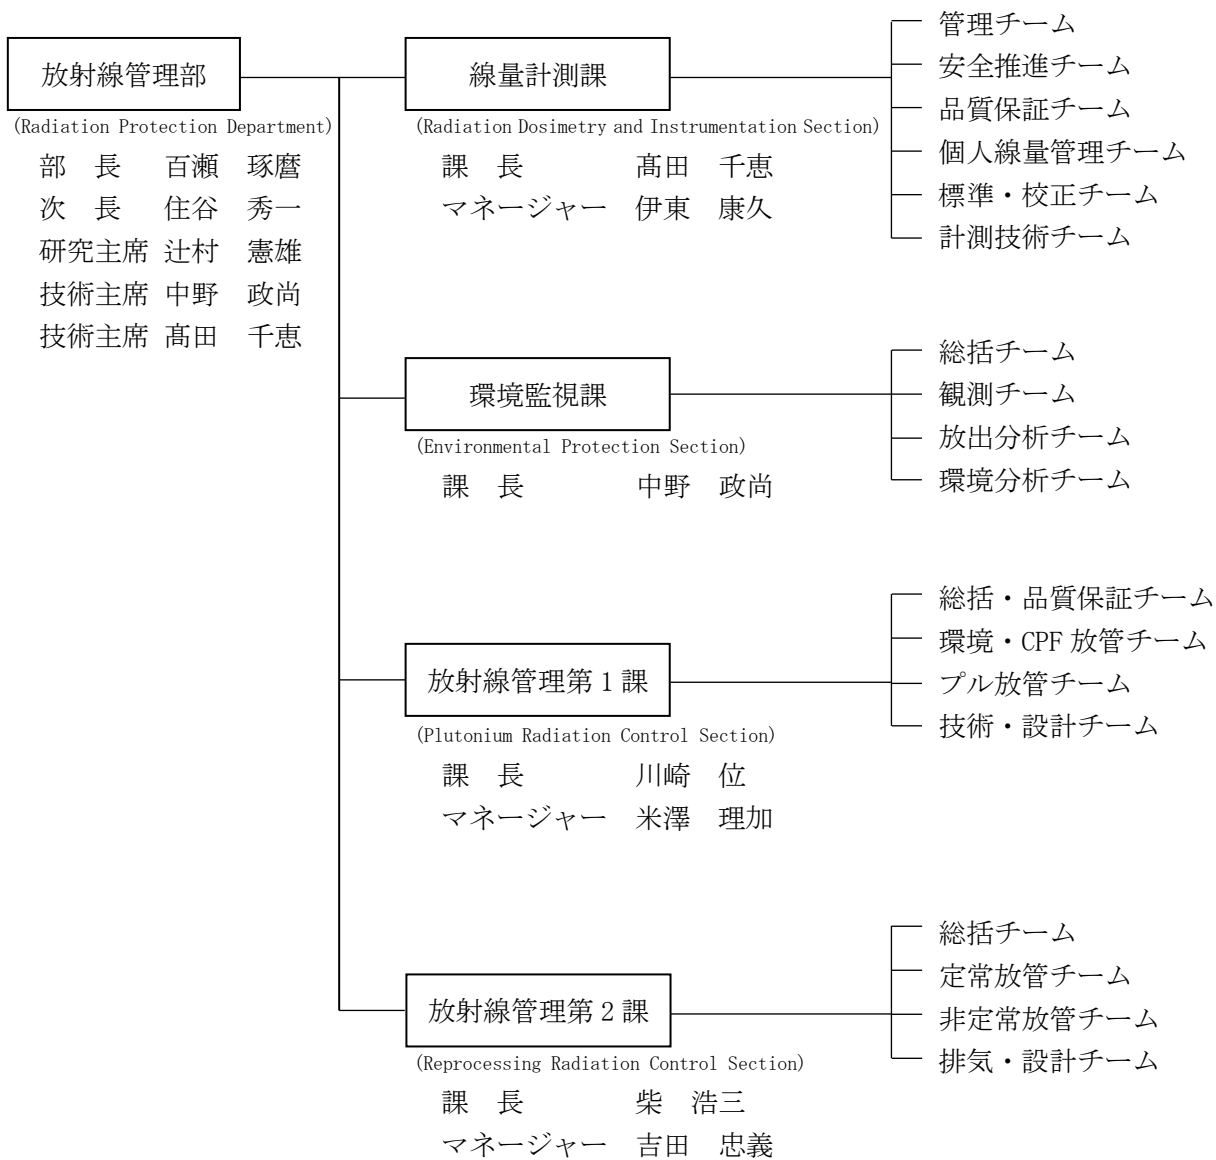 放射線管理部
(Radiation Protection Department)
部　長　百瀬　琢麿
次　長　住谷　秀一
研究主席 辻村　憲雄
技術主席 中野　政尚
技術主席 髙田　千恵
線量計測課
(Radiation Dosimetry and Instrumentation Section)
課　長　髙田　千恵
マネージャー　伊東　康久
管理チーム
安全推進チーム
品質保証チーム
個人線量管理チーム
標準・校正チーム
計測技術チーム
環境監視課
(Environmental Protection Section)
課　長　中野　政尚
総括チーム
観測チーム
放出分析チーム
環境分析チーム
放射線管理第1課
(Plutonium Radiation Control Section)
課　長　川崎　位
マネージャー　米澤　理加
総括・品質保証チーム
環境・CPF 放管チーム
プル放管チーム
技術・設計チーム
放射線管理第2課
(Reprocessing Radiation Control Section)
課　長　柴　浩三
マネージャー　吉田　忠義
総括チーム
定常放管チーム
非定常放管チーム
排気・設計チーム